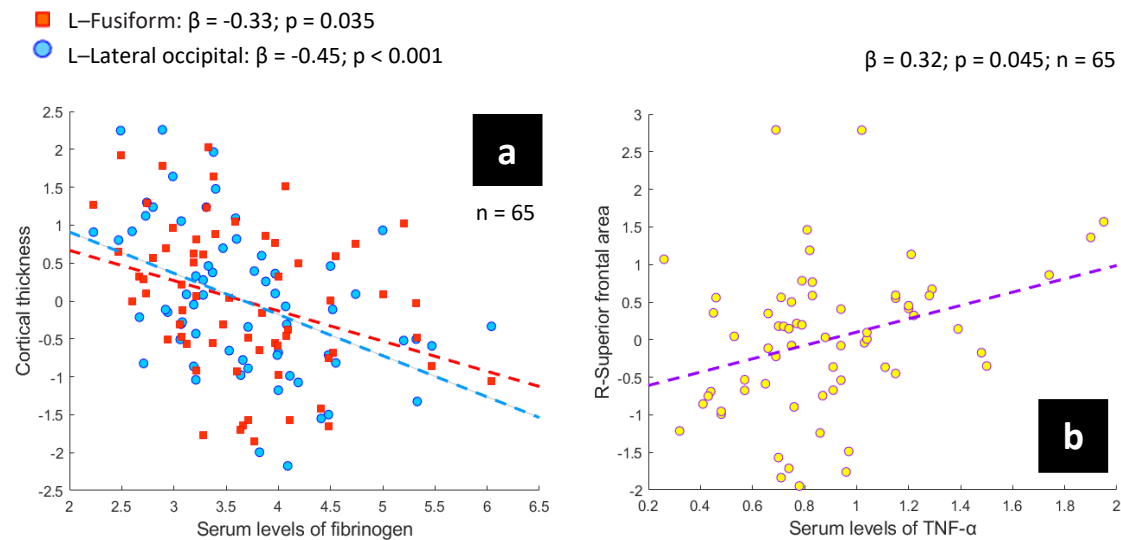 L–Fusiform: β = -0.33; p = 0.035
L–Lateral occipital: β = -0.45; p < 0.001
β = 0.32; p = 0.045; n = 65
2.5
2
1.5
1
0.5
0
-0.5
-1
-1.5
-2
-2.5
Cortical thickness
a
n = 65
2 2.5 3 3.5 4 4.5 5 5.5 6 6.5
Serum levels of fibrinogen
3
2.5
2
1.5
1
0.5
0
-0.5
-1
-1.5
-2
R-Superior frontal area
b
0.2 0.4 0.6 0.8 1 1.2 1.4 1.6 1.8 2
Serum levels of TNF-α